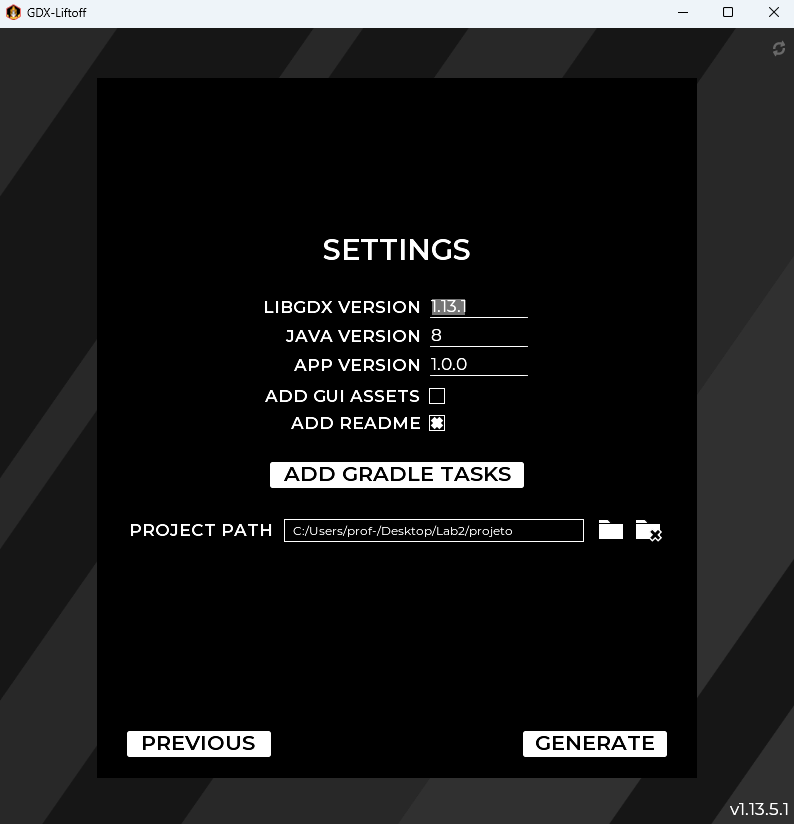 GDX-Liftoff
SETTINGS
LIBGDX VERSION 1.13.1
JAVA VERSION 8
APP VERSION 1.0.0
ADD GUI ASSETS
ADD README
ADD GRADLE TASKS
PROJECT PATH C:/Users/prof-/Desktop/Lab2/projeto
PREVIOUS GENERATE
v1.13.5.1